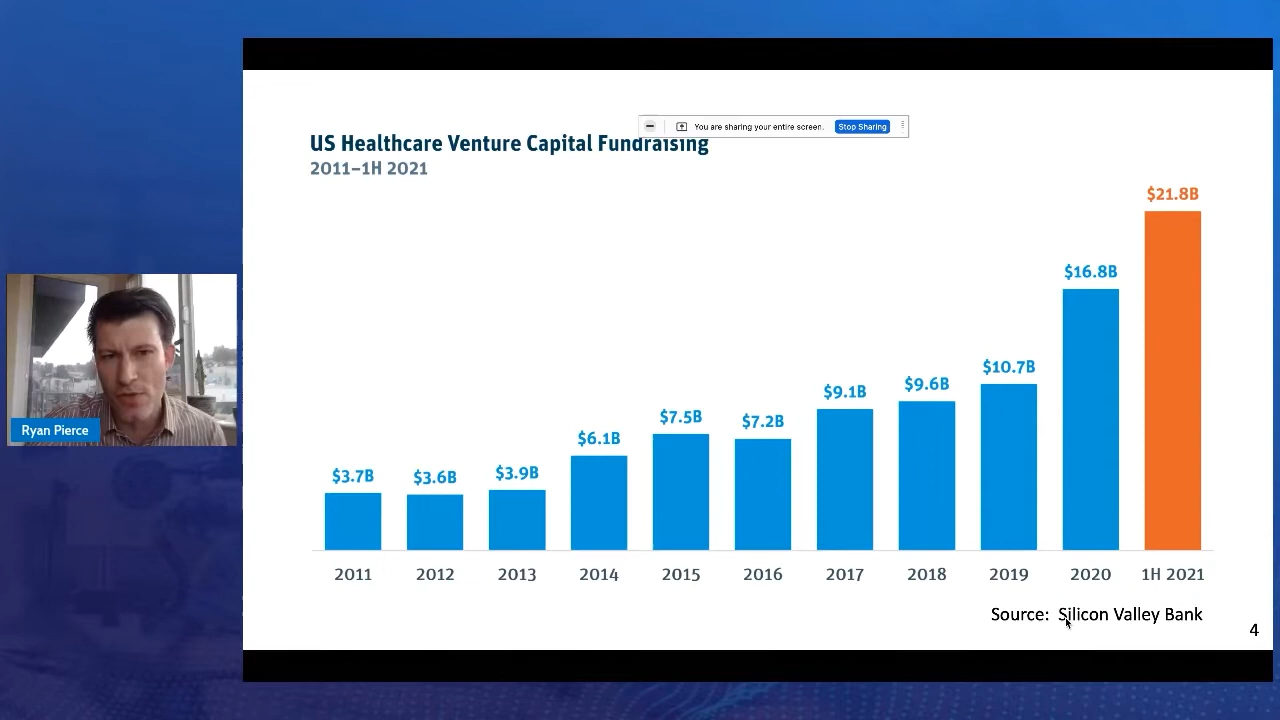 You are sharing your entire screen. Stop Sharing
US Healthcare Venture Capital Fundraising
2011–1H 2021
$21.8B
$16.8B
$10.7B
$9.6B
$9.1B
$7.2B
$7.5B
$6.1B
$3.9B
$3.6B
$3.7B
Ryan Pierce
2011 2012 2013 2014 2015 2016 2017 2018 2019 2020 1H 2021
Source: Silicon Valley Bank
4